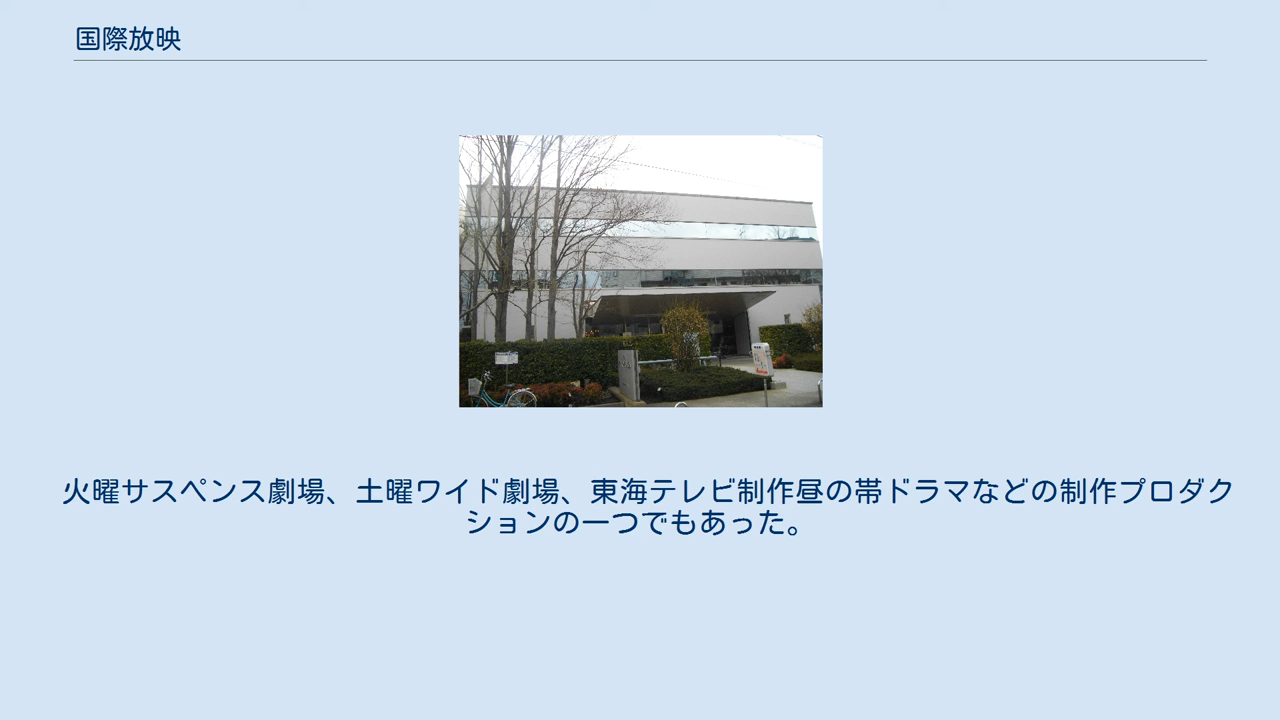 国際放映
火曜サスペンス劇場、土曜ワイド劇場、東海テレビ制作昼の帯ドラマなどの制作プロダク
ションの一つでもあった。